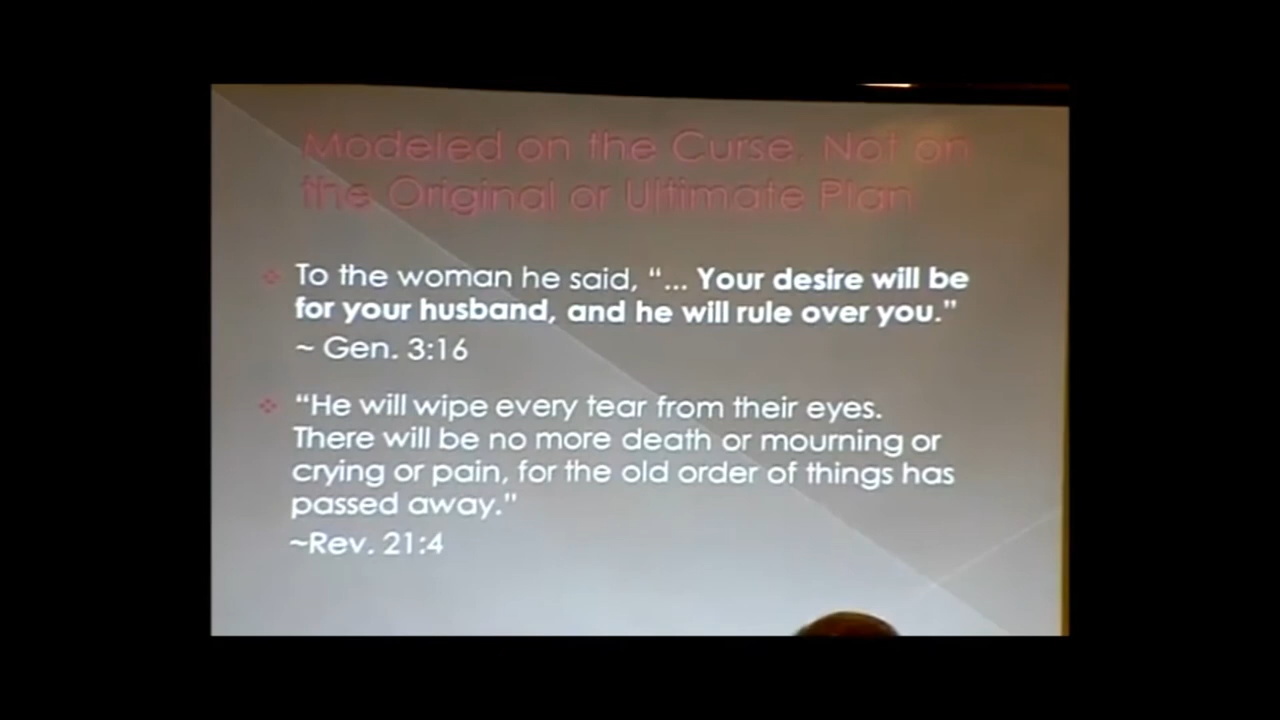 Modeled on the Curse, Not on
the Original or Ultimate Plan
To the woman he said, “... Your desire will be
for your husband, and he will rule over you.”
~ Gen. 3:16
“He will wipe every tear from their eyes.
There will be no more death or mourning or
crying or pain, for the old order of things has
passed away.”
~Rev. 21:4